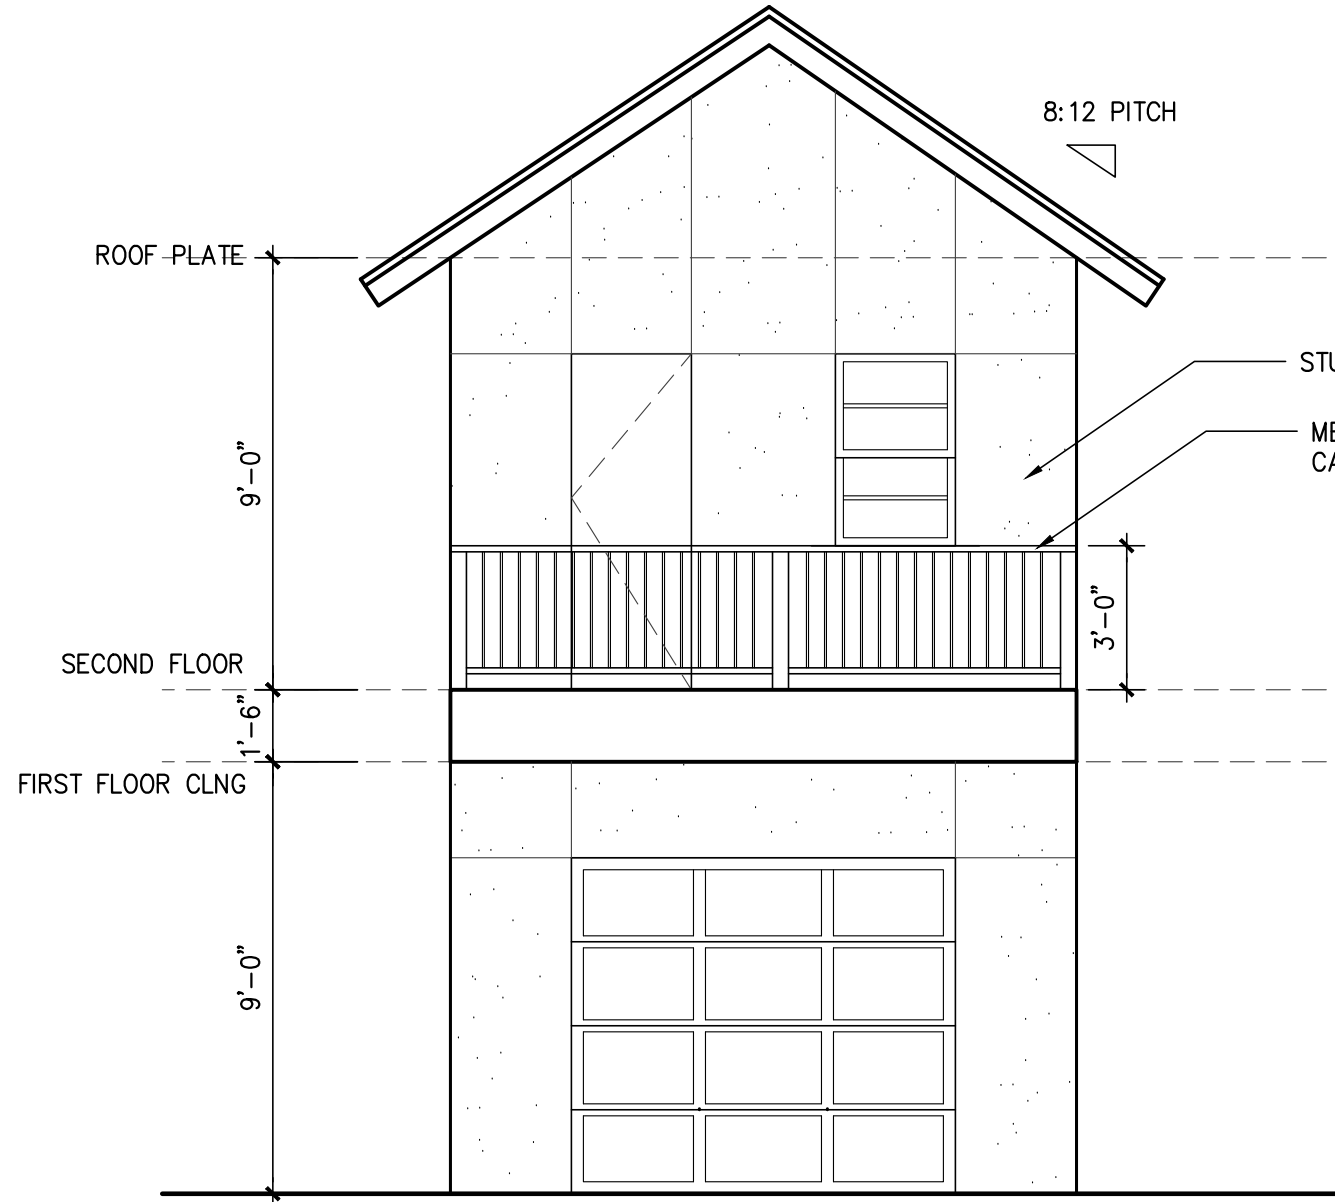 8:12 PITCH
ROOF PLATE
9'-0"
3'-0"
SECOND FLOOR
1'-6"
FIRST FLOOR CLNG
9'-0"